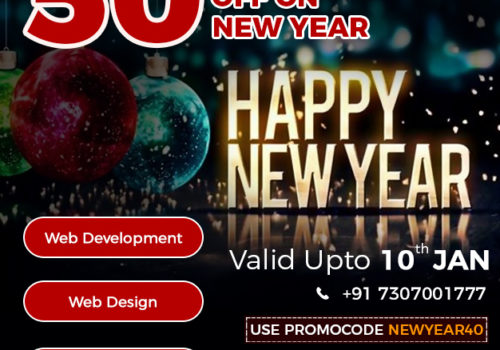 OFF ON
NEW YEAR
HAPPY
NEW YEAR
Web Development
Valid Upto 10th JAN
+91 7307001777
Web Design
USE PROMOCODE NEWYEAR40